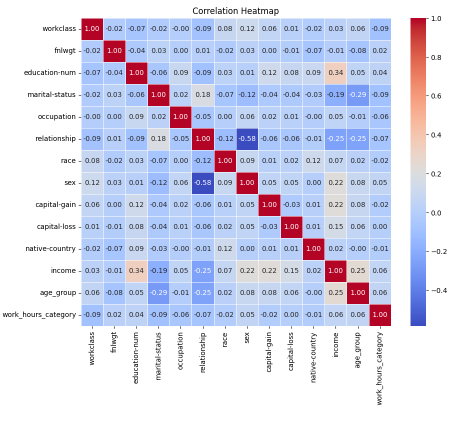 Correlation Heatmap
workclass 1.00 -0.02 -0.07 -0.02 -0.00 -0.09 0.08 0.12 0.06 0.01 -0.02 0.03 0.06 -0.09
fnlwgt -0.02 1.00 -0.04 0.03 0.00 0.01 -0.02 0.03 0.00 -0.01 -0.07 -0.01 -0.08 0.02
education-num -0.07 -0.04 1.00 -0.06 0.09 -0.09 0.03 0.01 0.12 0.08 0.09 0.34 0.05 0.04
marital-status -0.02 0.03 -0.06 1.00 0.02 0.18 -0.07 -0.12 -0.04 -0.04 -0.03 -0.19 -0.29 -0.09
occupation -0.00 0.00 0.09 0.02 1.00 -0.05 -0.02 0.06 0.02 0.01 -0.00 0.05 -0.01 -0.06
relationship -0.09 0.01 -0.09 0.18 -0.05 1.00 -0.12 -0.58 -0.06 -0.06 -0.01 -0.25 -0.25 -0.07
race 0.08 -0.02 0.03 -0.07 0.00 -0.12 1.00 0.09 0.01 0.02 0.12 0.07 0.02 -0.02
sex 0.12 0.03 0.01 -0.12 0.06 -0.58 0.09 1.00 0.05 0.05 0.00 0.22 0.08 0.05
capital-gain 0.06 0.00 0.12 -0.04 0.02 -0.06 0.01 0.05 1.00 -0.03 0.01 0.22 0.08 -0.02
capital-loss 0.01 -0.01 0.08 -0.04 0.01 -0.06 0.02 0.05 -0.03 1.00 0.01 0.15 0.06 0.00
native-country -0.02 -0.07 0.09 -0.03 -0.00 -0.01 0.12 0.00 0.01 0.01 1.00 0.02 -0.00 -0.01
income 0.03 -0.01 0.34 -0.19 0.05 -0.25 0.07 0.22 0.22 0.15 0.02 1.00 0.25 0.06
age_group 0.06 -0.08 0.05 -0.29 -0.01 -0.25 0.02 0.08 0.08 0.06 -0.00 0.25 1.00 0.06
work_hours_category -0.09 0.02 0.04 -0.09 -0.06 -0.07 -0.02 0.05 -0.02 0.00 -0.01 0.06 0.06 1.00
workclass
fnlwgt
education-num
marital-status
occupation
relationship
race
sex
capital-gain
capital-loss
native-country
income
age_group
work_hours_category
1.0
0.8
0.6
0.4
0.2
0.0
−0.2
−0.4